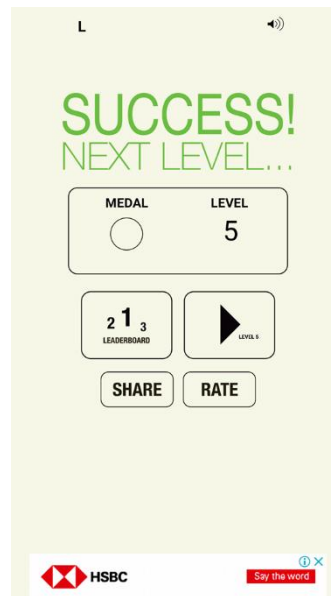 L
SUCCESS!
NEXT LEVEL...
MEDAL LEVEL
5
2 1 3
LEADERBOARD
LEVEL 5
SHARE RATE
HSBC
Say the word